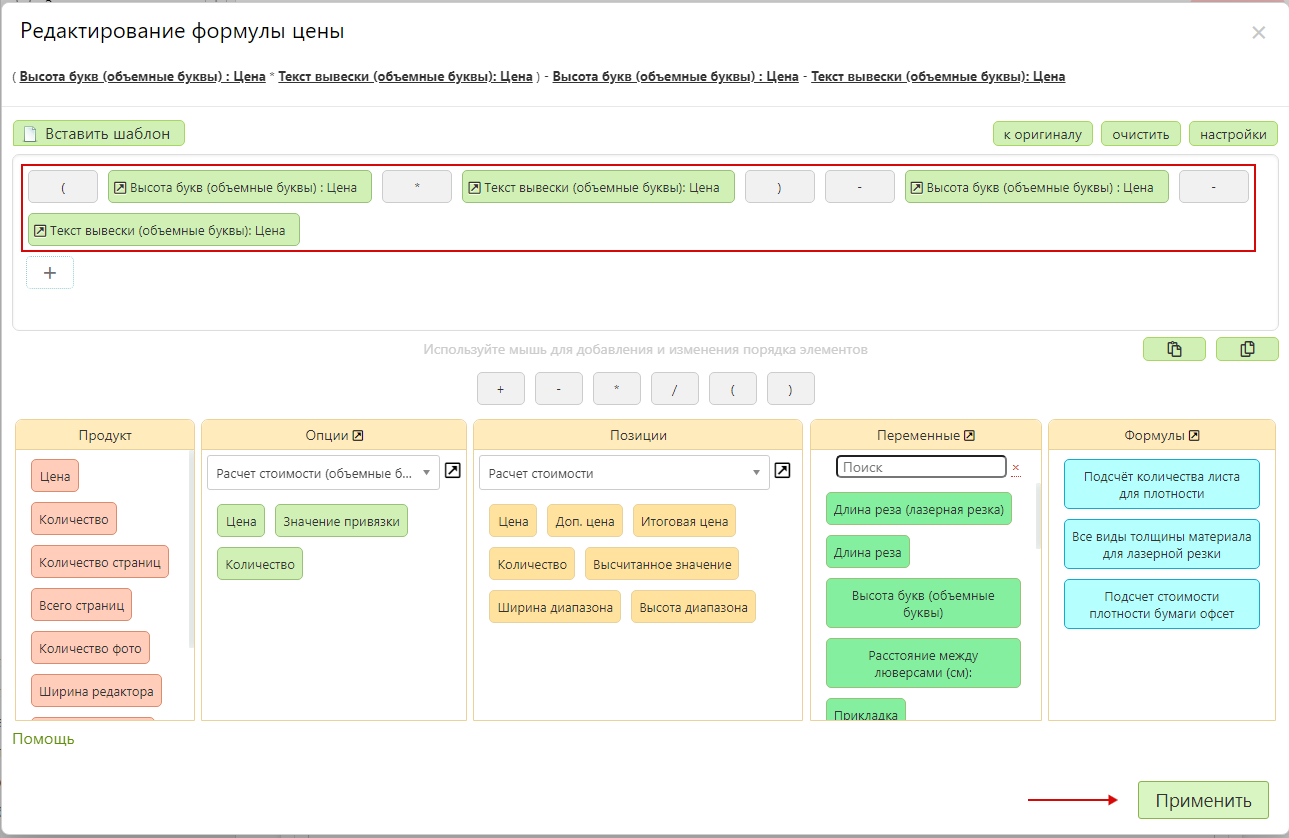 Редактирование формулы цены
( Высота букв (объемные буквы) : Цена * Текст вывески (объемные буквы): Цена ) - Высота букв (объемные буквы) : Цена - Текст вывески (объемные буквы): Цена
Вставить шаблон
к оригиналу
очистить
настройки
( Высота букв (объемные буквы) : Цена * Текст вывески (объемные буквы): Цена ) - Высота букв (объемные буквы) : Цена -
Текст вывески (объемные буквы): Цена
+
Используйте мышь для добавления и изменения порядка элементов
+ - * / ( )
Продукт
Цена
Количество
Количество страниц
Всего страниц
Количество фото
Ширина редактора
Опции
Расчет стоимости (объемные б...
Цена
Значение привязки
Количество
Позиции
Расчет стоимости
Цена
Доп. цена
Итоговая цена
Количество
Высчитанное значение
Ширина диапазона
Высота диапазона
Переменные
Поиск
×
Длина реза (лазерная резка)
Длина реза
Высота букв (объемные
буквы)
Расстояние между
люверсами (см):
Прикладка
Формулы
Подсчёт количества листа
для плотности
Все виды толщины материала
для лазерной резки
Подсчет стоимости
плотности бумаги офсет
Помощь
Применить